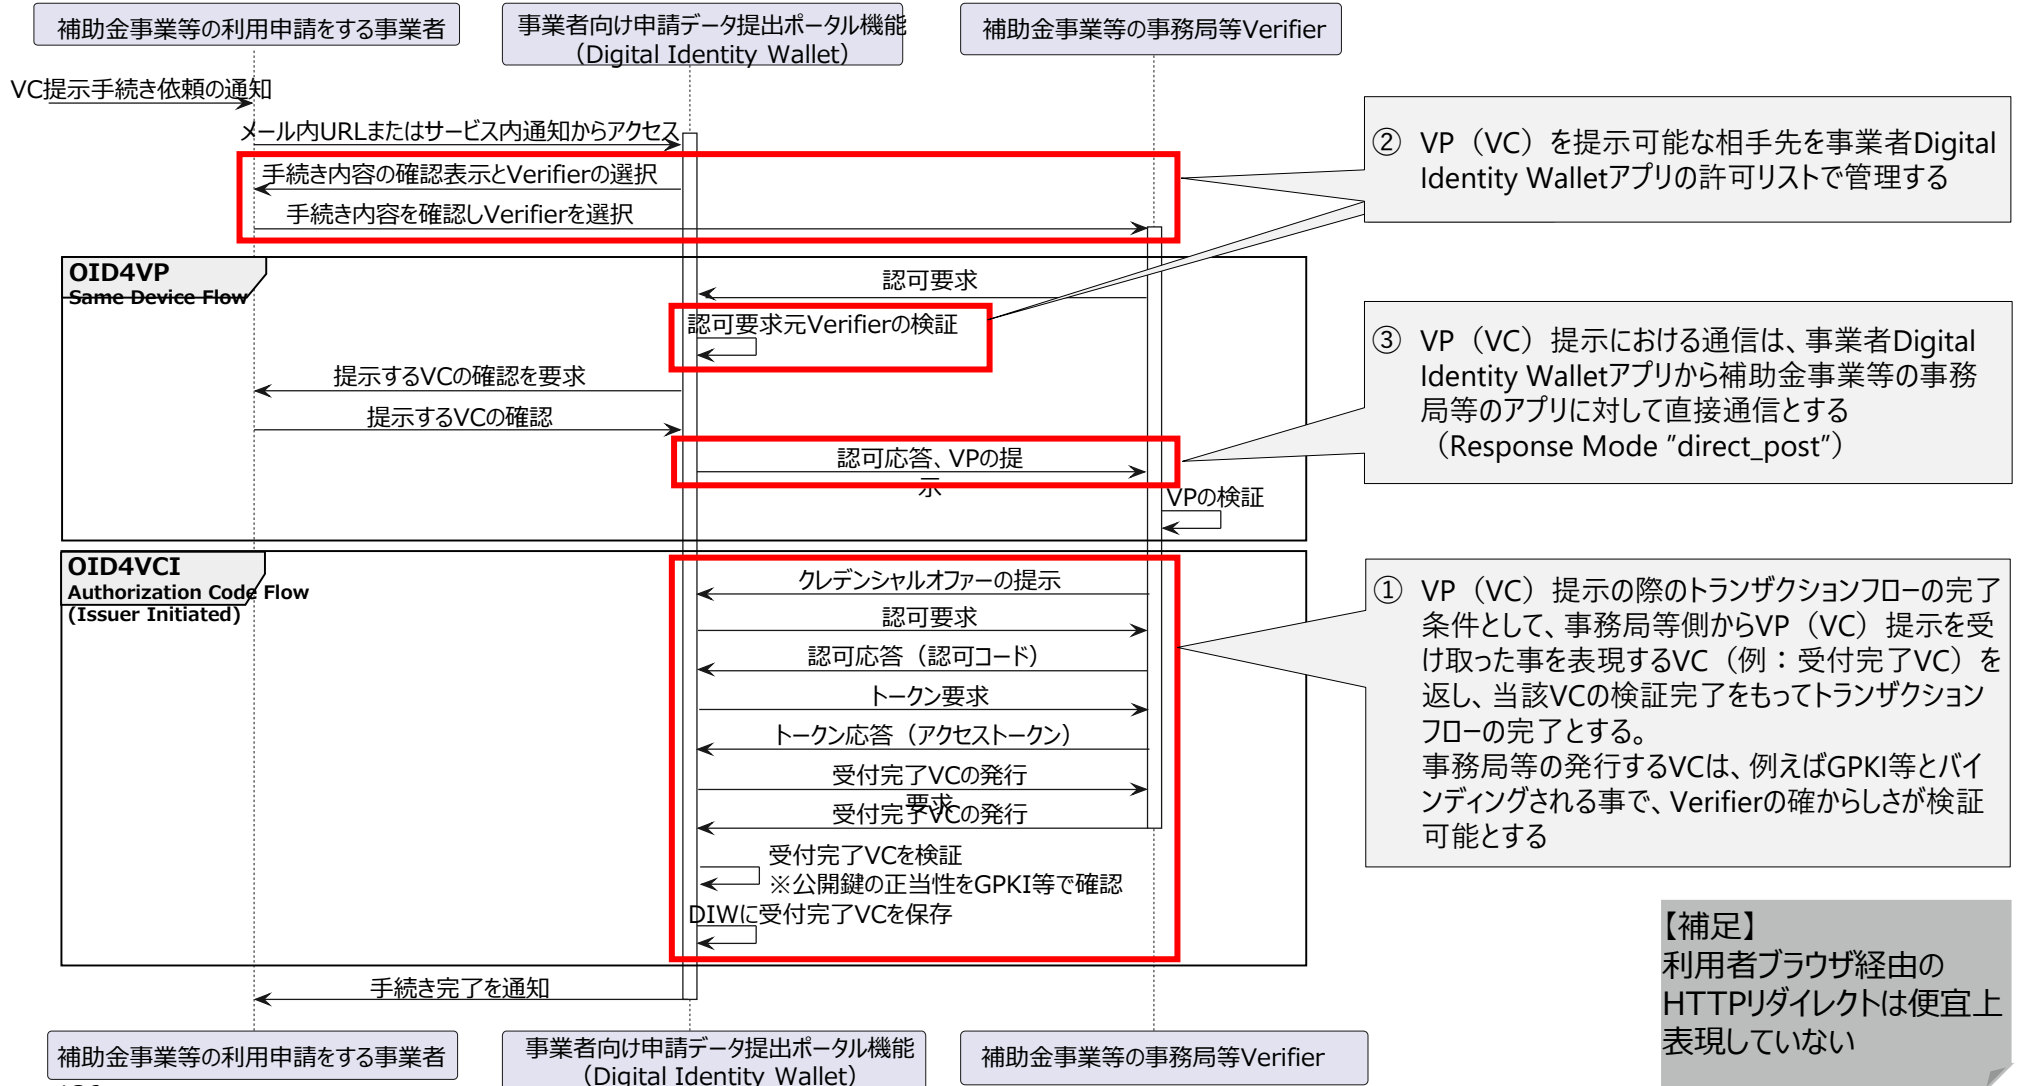 補助金事業等の利用申請をする事業者
事業者向け申請データ提出ポータル機能
（Digital Identity Wallet）
補助金事業等の事務局等Verifier
VC提示手続き依頼の通知
メール内URLまたはサービス内通知からアクセス
手続き内容の確認表示とVerifierの選択
手続き内容を確認しVerifierを選択
② VP（VC）を提示可能な相手先を事業者Digital
Identity Walletアプリの許可リストで管理する
OID4VP
Same Device Flow
認可要求
認可要求元Verifierの検証
提示するVCの確認を要求
提示するVCの確認
認可応答、VPの提
示
VPの検証
③ VP（VC）提示における通信は、事業者Digital
Identity Walletアプリから補助金事業等の事務
局等のアプリに対して直接通信とする
（Response Mode "direct_post"）
OID4VCI
Authorization Code Flow
(Issuer Initiated)
クレデンシャルオファーの提示
認可要求
認可応答（認可コード）
トークン要求
トークン応答（アクセストークン）
受付完了VCの発行
要求
受付完了VCの発行
受付完了VCを検証
※公開鍵の正当性をGPKI等で確認
DIWに受付完了VCを保存
① VP（VC）提示の際のトランザクションフローの完了
条件として、事務局等側からVP（VC）提示を受
け取った事を表現するVC（例：受付完了VC）を
返し、当該VCの検証完了をもってトランザクション
フローの完了とする。
事務局等の発行するVCは、例えばGPKI等とバイ
ンディングされる事で、Verifierの確からしさが検証
可能とする
手続き完了を通知
【補足】
利用者ブラウザ経由の
HTTPリダイレクトは便宜上
表現していない
補助金事業等の利用申請をする事業者
事業者向け申請データ提出ポータル機能
（Digital Identity Wallet）
補助金事業等の事務局等Verifier